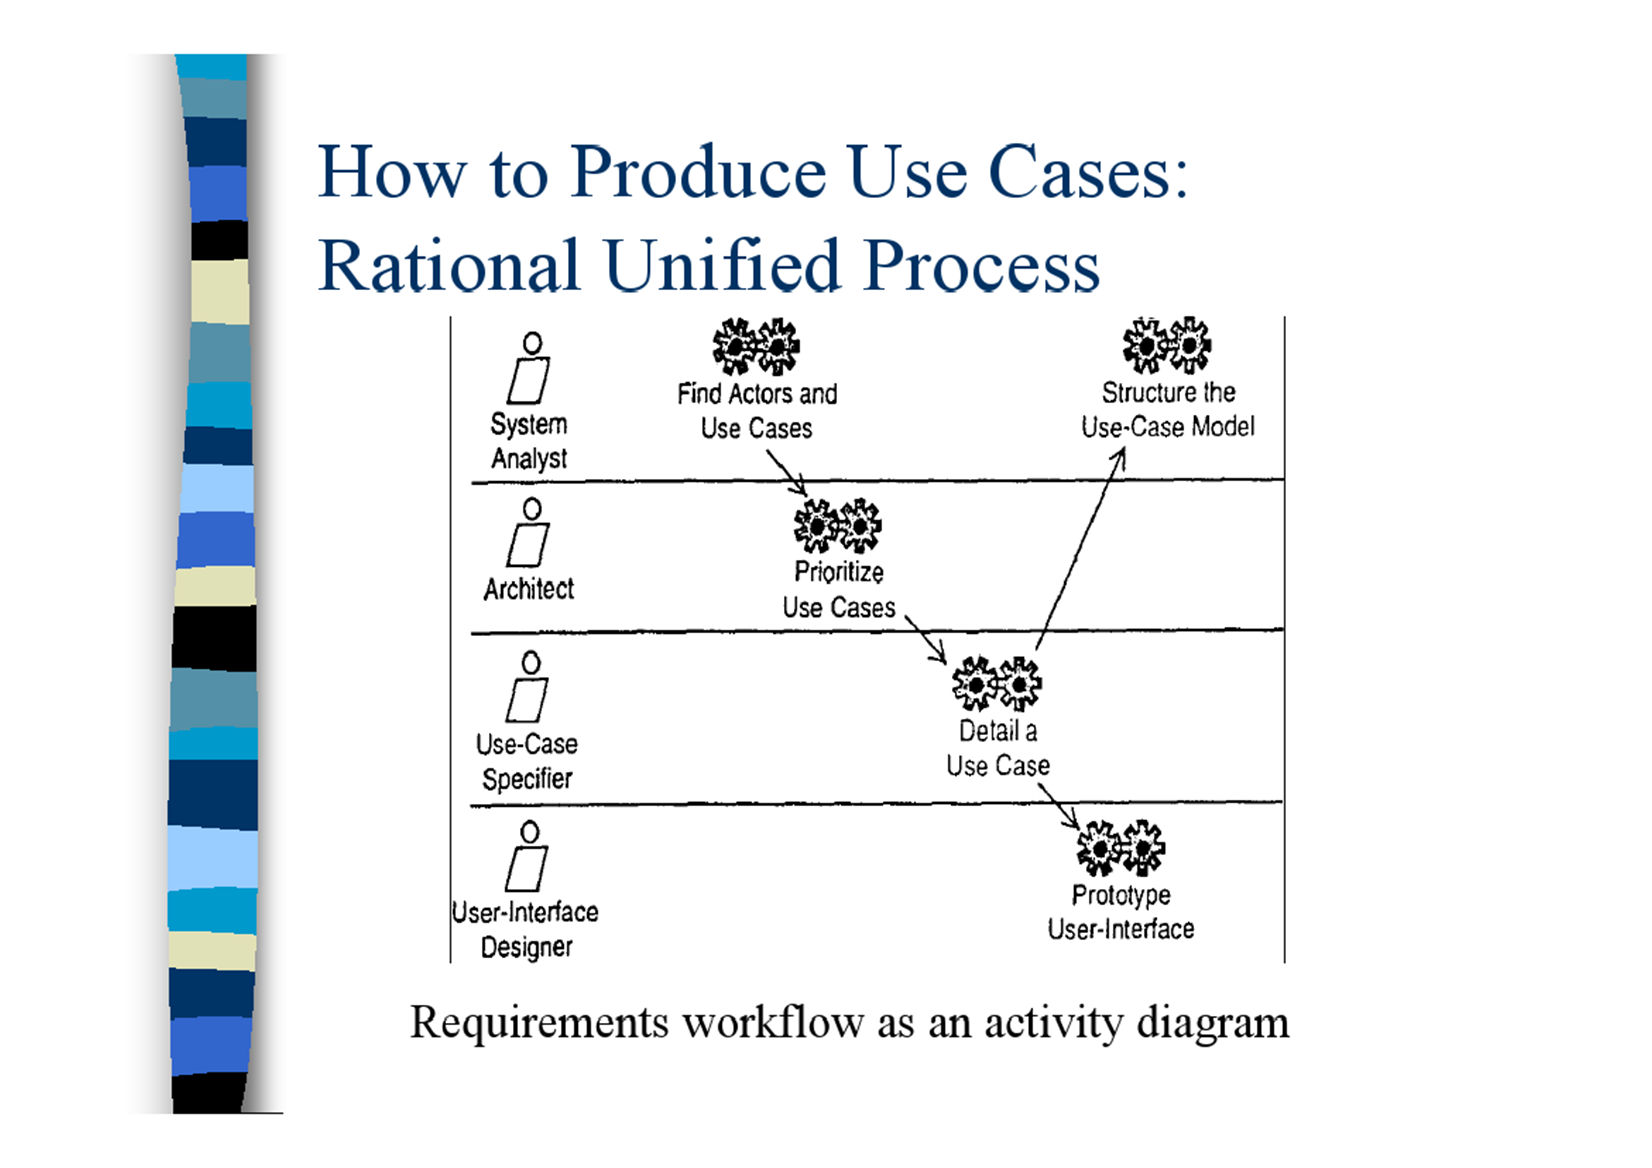 How to Produce Use Cases:
Rational Unified Process
System
Analyst
Find Actors and
Use Cases
Structure the
Use-Case Model
Architect
Prioritize
Use Cases
Use-Case
Specifier
Detail a
Use Case
User-Interface
Designer
Prototype
User-Interface
Requirements workflow as an activity diagram